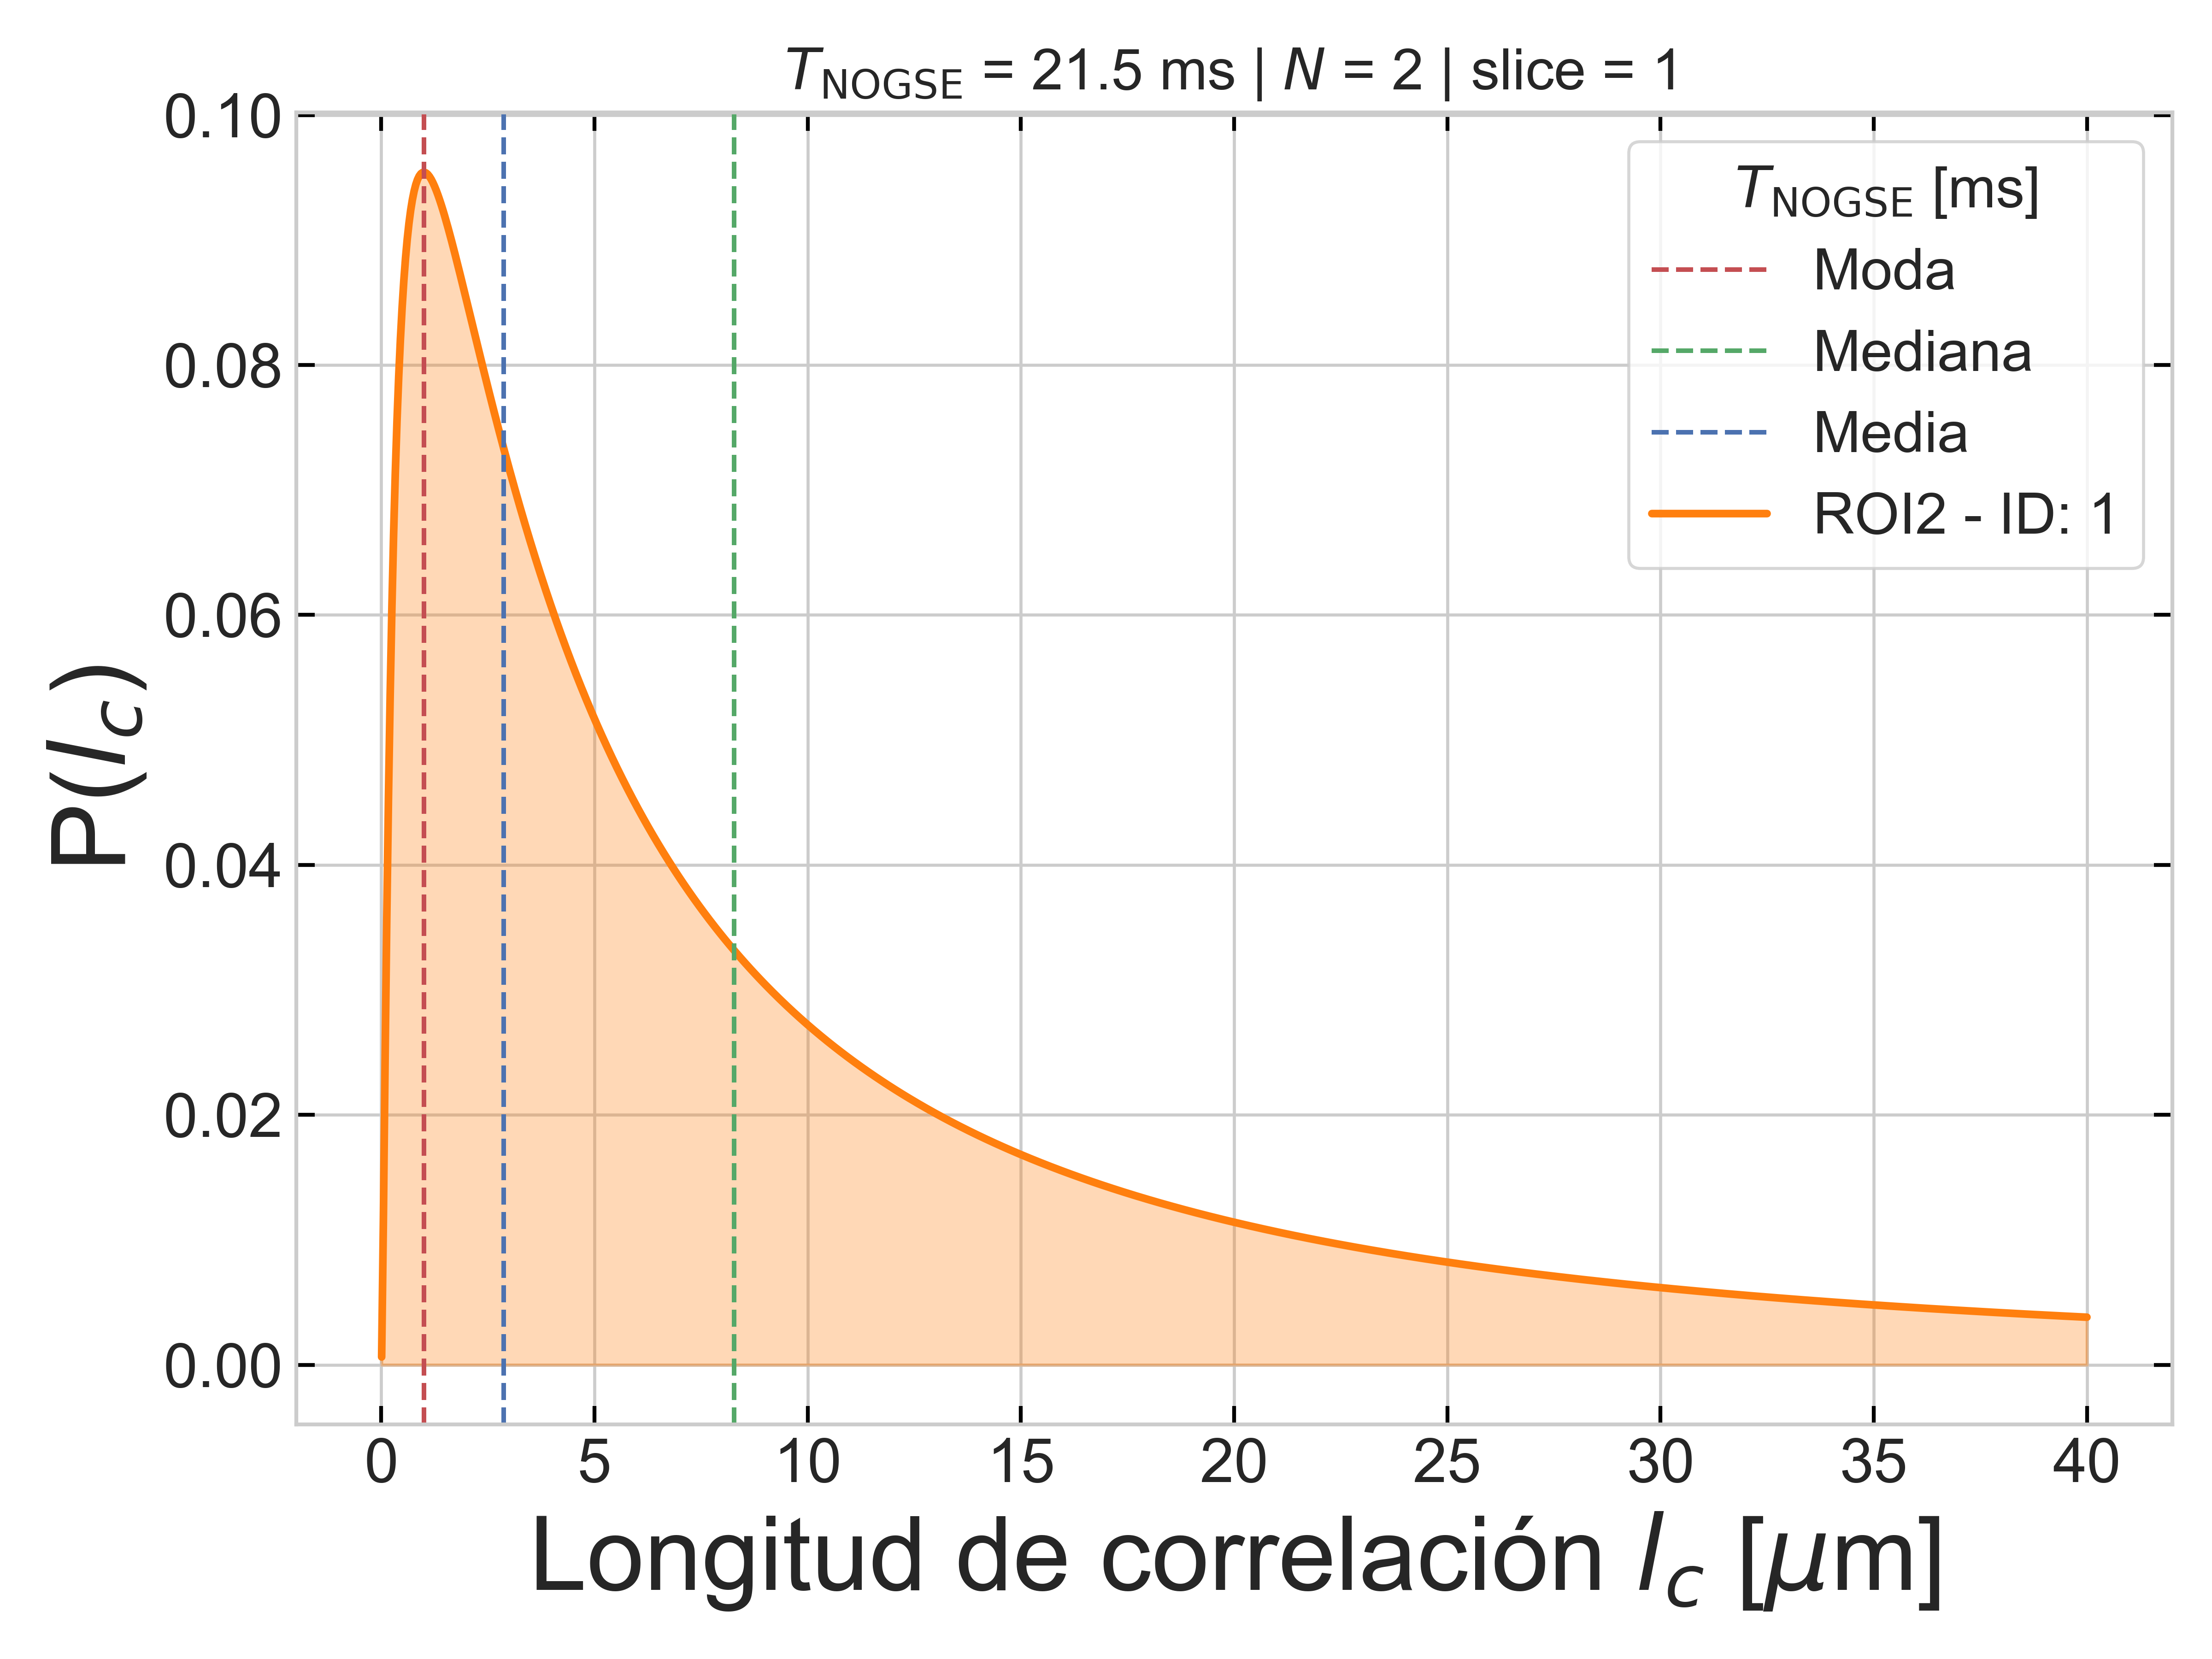 T_NOGSE = 21.5 ms | N = 2 | slice = 1
P(l_c)
0.10
0.08
0.06
0.04
0.02
0.00
T_NOGSE [ms]
Moda
Mediana
Media
ROI2 - ID: 1
0 5 10 15 20 25 30 35 40
Longitud de correlación l_c [μm]